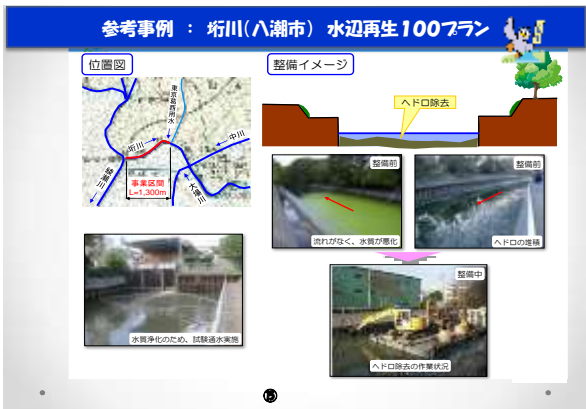 参考事例 : 垳川(八潮市) 水辺再生100プラン
位置図
整備イメージ
東京葛西用水
ヘドロ除去
垳川
中川
綾瀬川
事業区間
L=1,300m
大場川
整備前
整備前
流れがなく、水質が悪化
ヘドロの堆積
整備中
水質浄化のため、試験通水実施
ヘドロ除去の作業状況
⑮